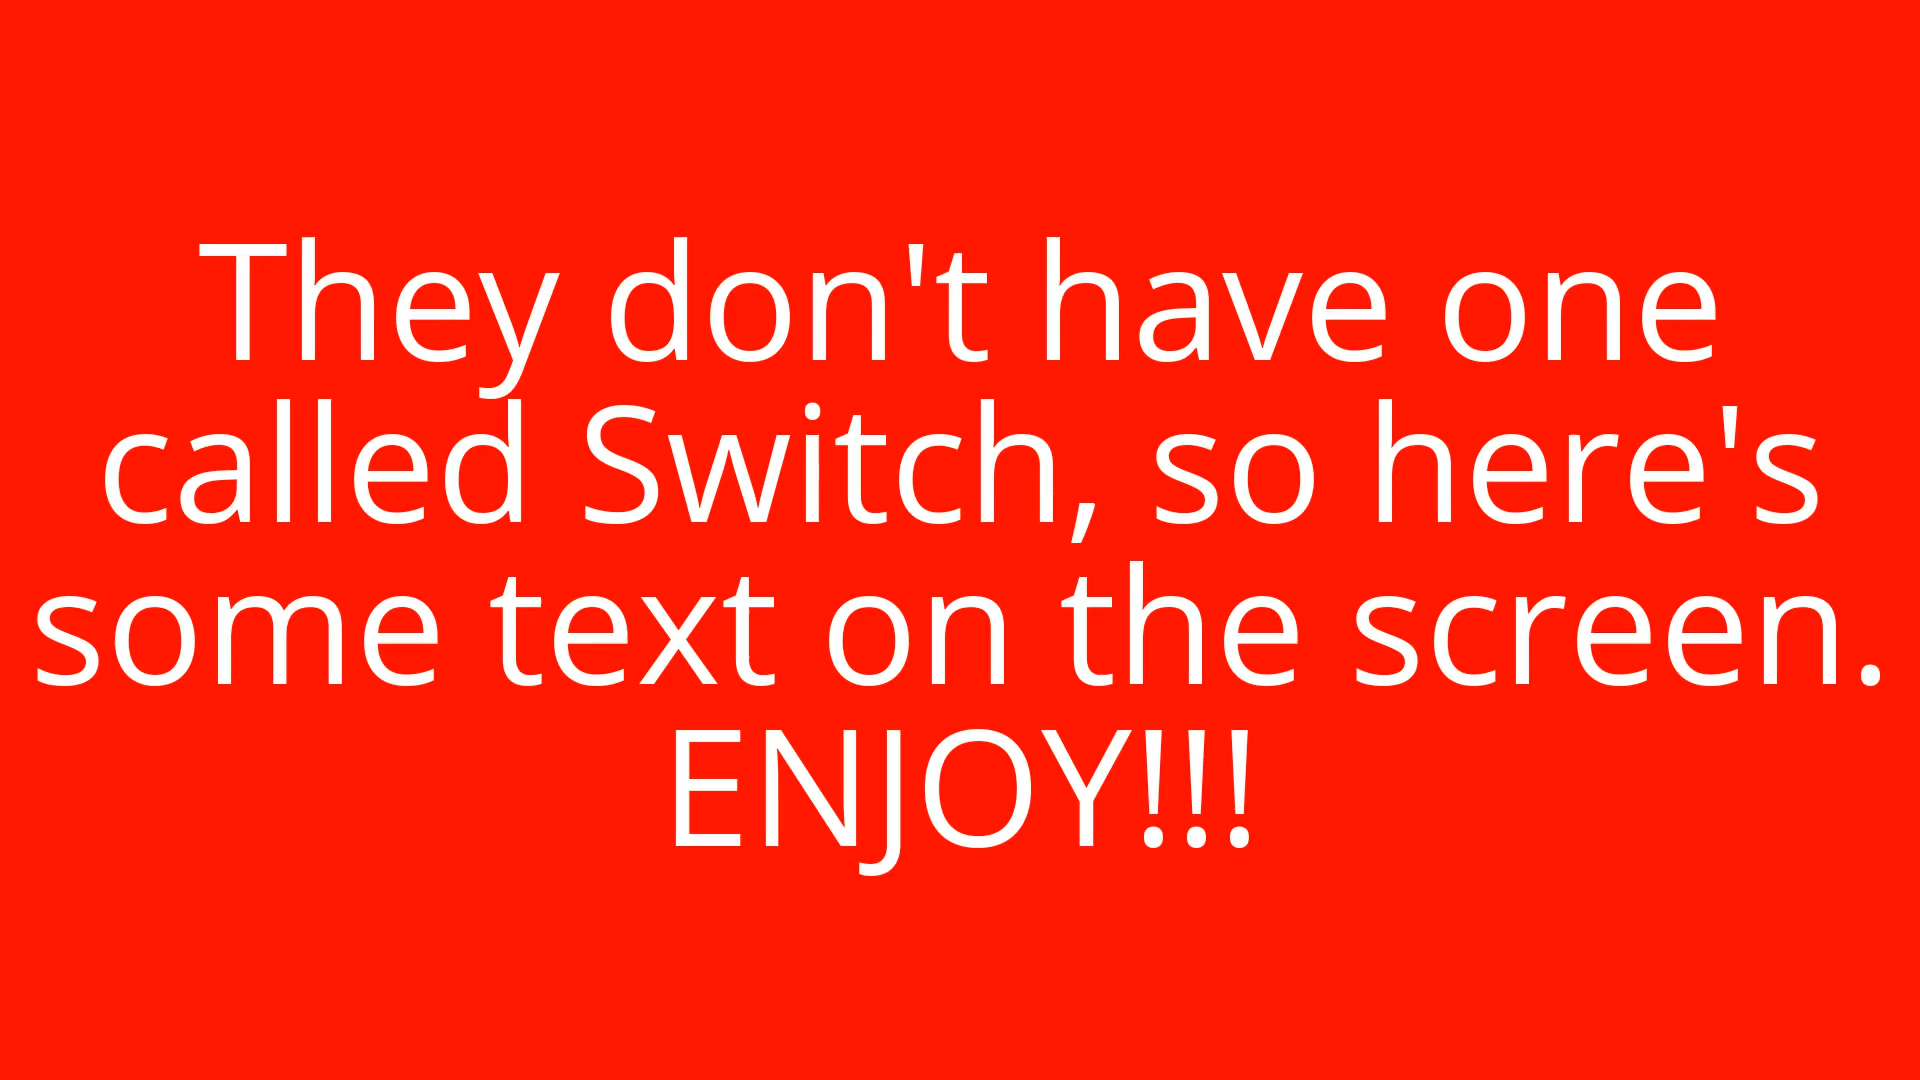 They don't have one
called Switch, so here's
some text on the screen.
ENJOY!!!